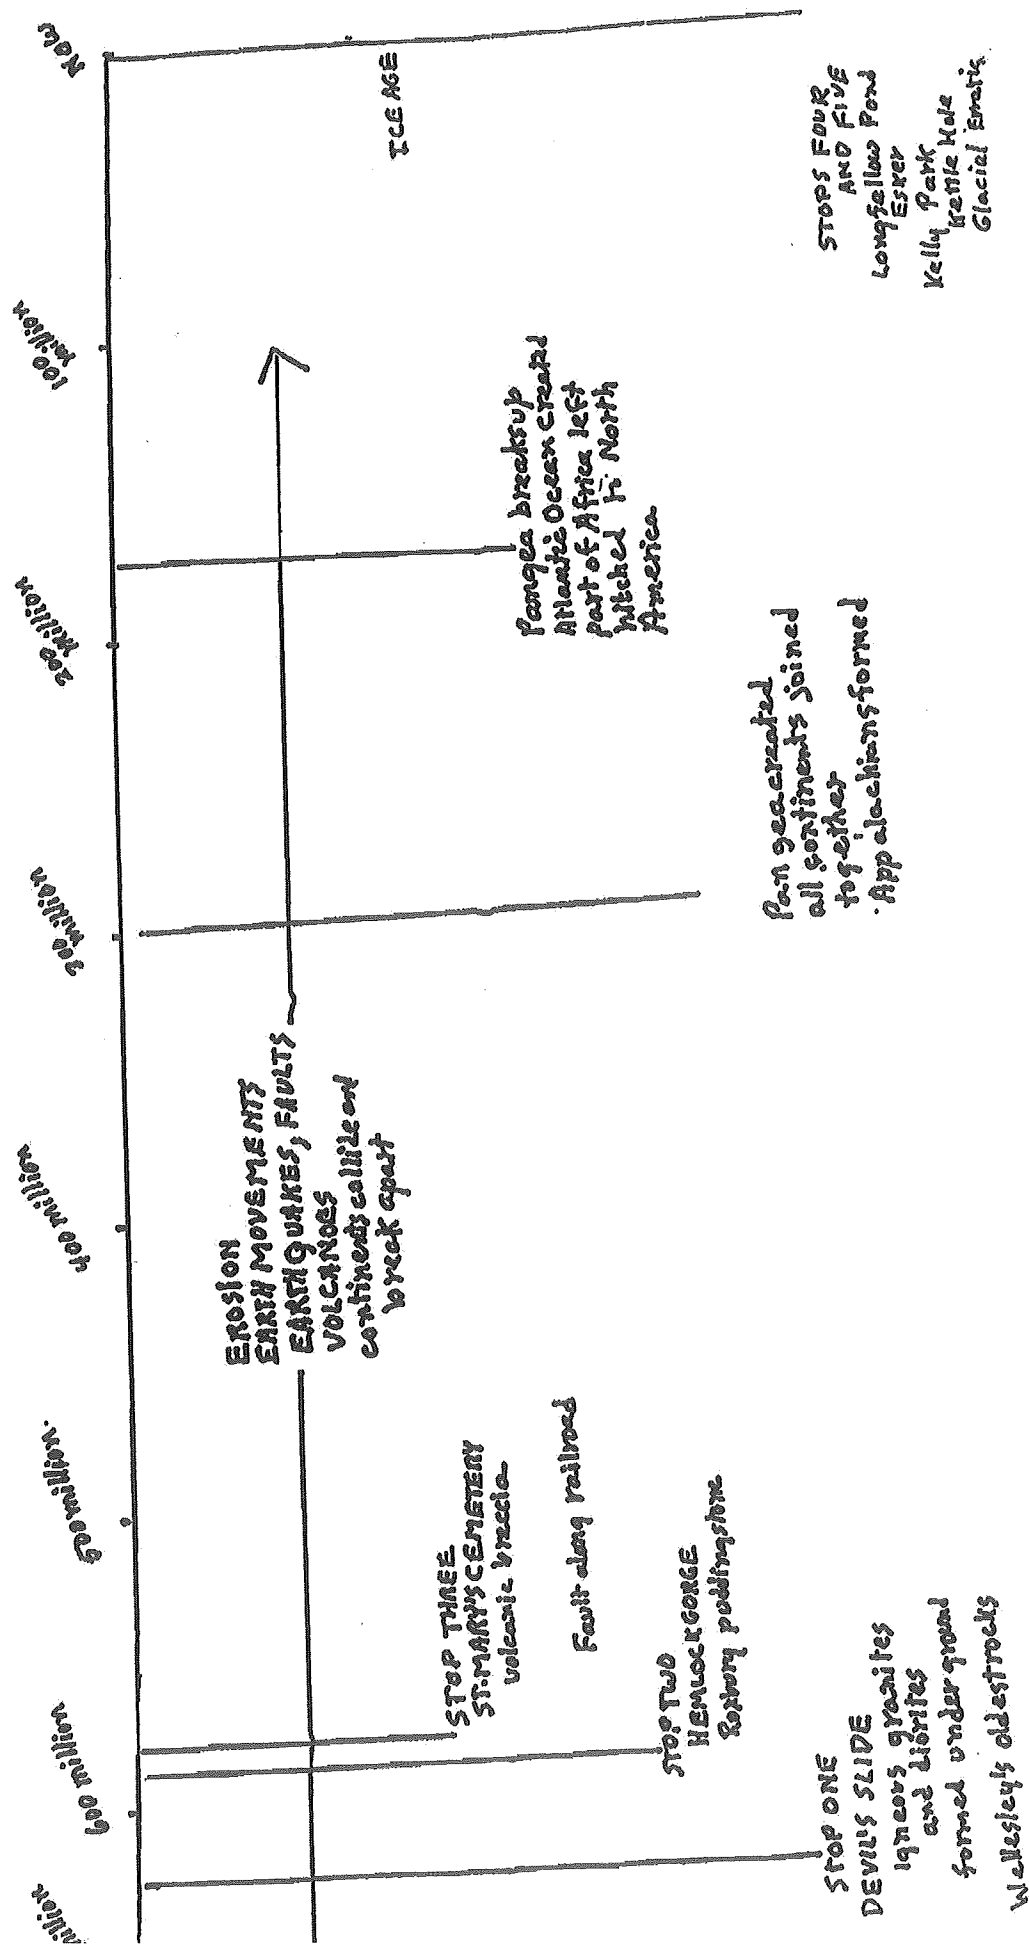 million
600 million
500 million.
400 million
300 million
200 million
100 million
Now
EROSION
EARTH MOVEMENTS
EARTHQUAKES, FAULTS
VOLCANOES
continents collide and
break apart
ICE AGE
STOP THREE
ST. MARY'S CEMETERY
volcanic breccia
Fault along railroad
Pangea breaks up
Atlantic Ocean created
part of Africa left
hitched to North
America
STOP TWO
HEMLOCK GORGE
Roxbury puddingstone
Pangea created
all continents joined
together
Appalachians formed
STOP ONE
DEVIL'S SLIDE
igneous granites
and diorites
formed underground
Wellesley's oldest rocks
STOPS FOUR
AND FIVE
Longfellow Pond
Esker
Kelly Park
Kettle Hole
Glacial Erratic